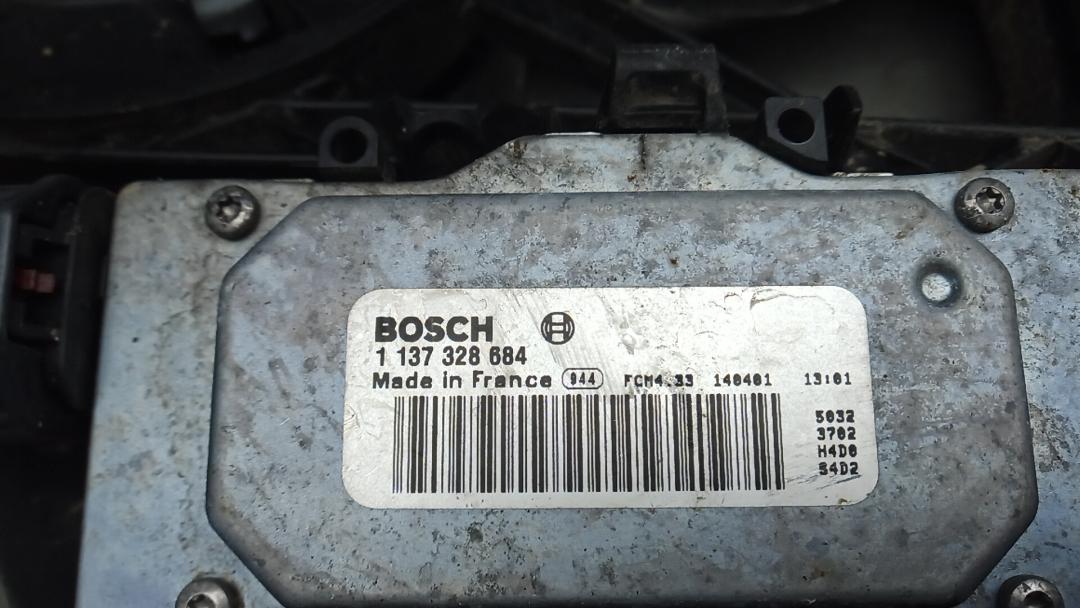 BOSCH
1 137 328 684
Made in France 944 FCM4.33 140401 13:01
5032
3702
H4D0
S4D2